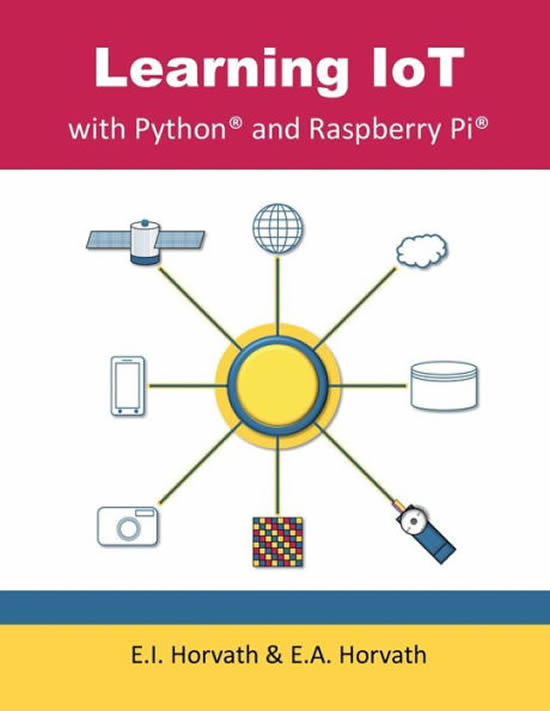 Learning IoT
with Python® and Raspberry Pi®
E.I. Horvath & E.A. Horvath